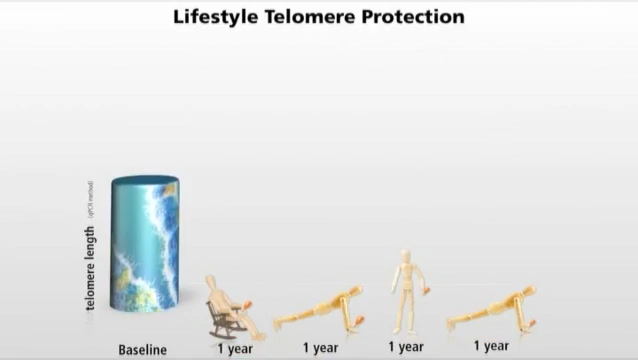 Lifestyle Telomere Protection
telomere length
(qPCR method)
Baseline
1 year
1 year
1 year
1 year